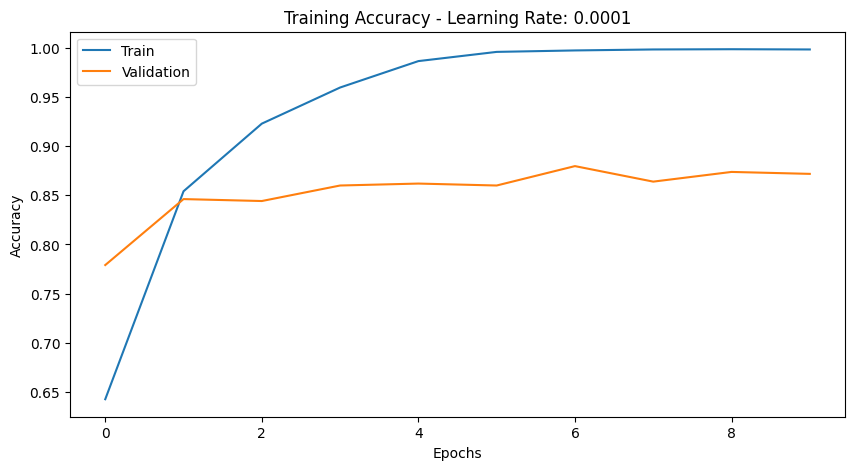 Training Accuracy - Learning Rate: 0.0001
1.00
Train
Validation
0.95
0.90
0.85
0.80
0.75
0.70
0.65
Accuracy
0 2 4 6 8
Epochs